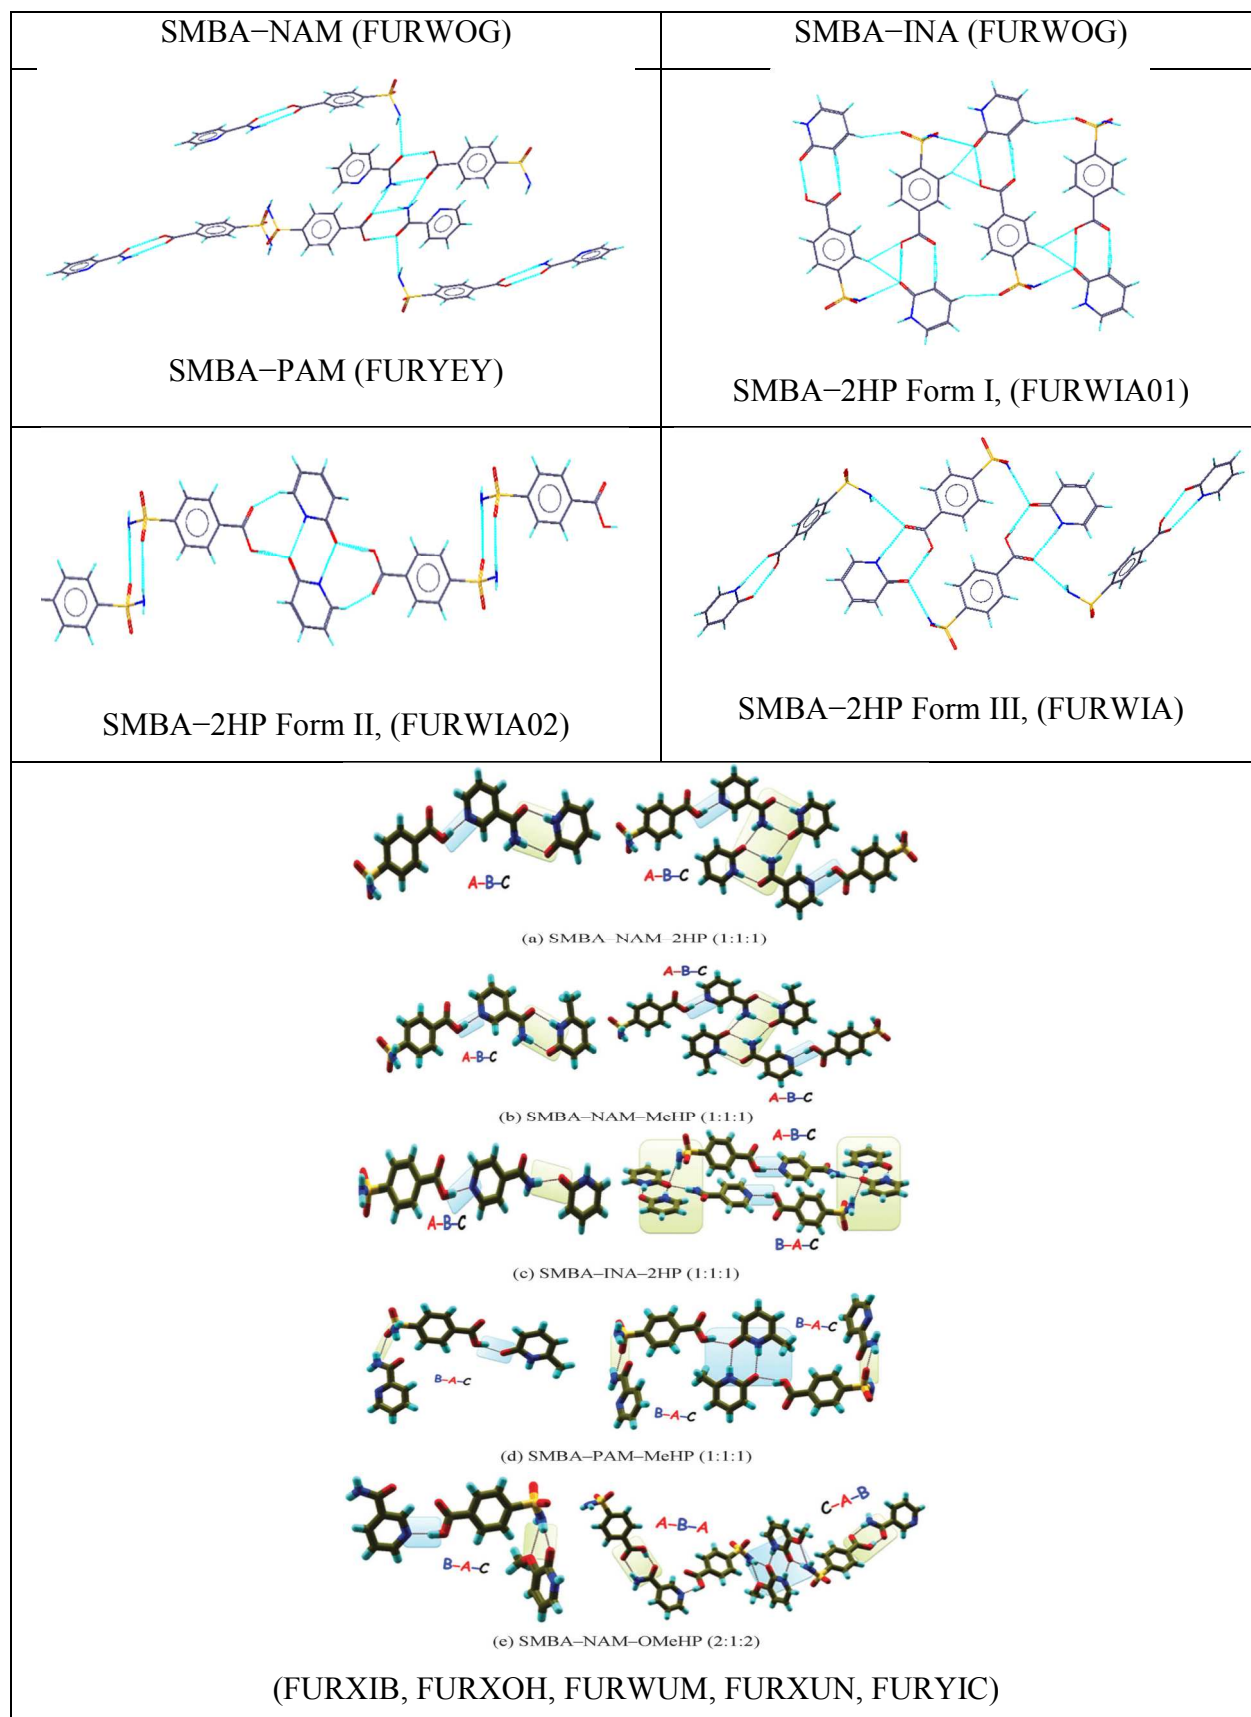 SMBA−NAM (FURWOG)
SMBA−INA (FURWOG)
SMBA−PAM (FURYEY)
SMBA−2HP Form I, (FURWIA01)
SMBA−2HP Form II, (FURWIA02)
SMBA−2HP Form III, (FURWIA)
A–B–C
A–B–C
(a) SMBA–NAM–2HP (1:1:1)
A–B–C
A–B–C
A–B–C
(b) SMBA–NAM–MeHP (1:1:1)
A–B–C
A–B–C
B–A–C
(c) SMBA–INA–2HP (1:1:1)
B–A–C
B–A–C
B–A–C
(d) SMBA–PAM–MeHP (1:1:1)
B–A–C
A–B–A
C–A–B
(e) SMBA–NAM–OMeHP (2:1:2)
(FURXIB, FURXOH, FURWUM, FURXUN, FURYIC)